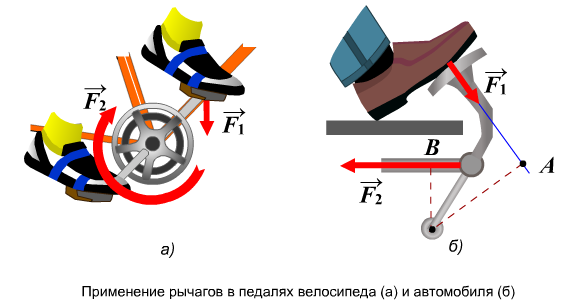 F₂
F₁
а)
F₁
B
A
F₂
б)
Применение рычагов в педалях велосипеда (а) и автомобиля (б)